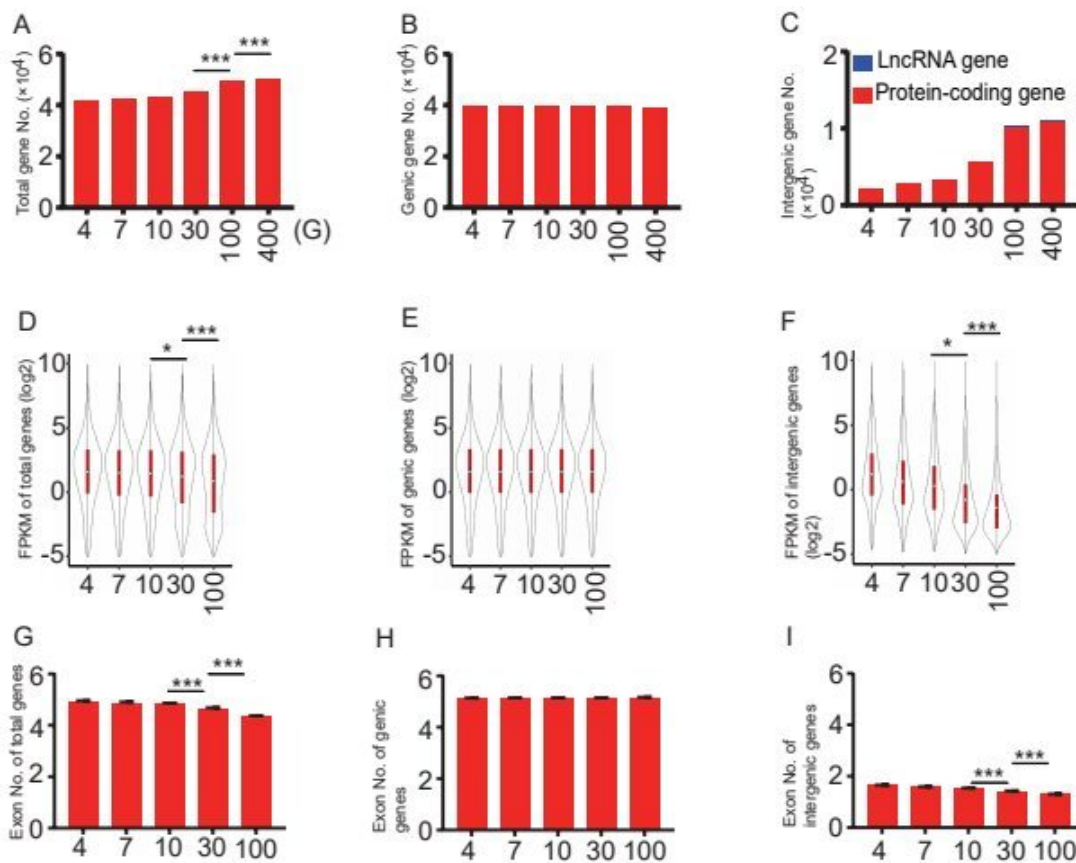 A
Total gene No. (×10⁴)
6
4
2
0
***
***
4 7 10 30 100 400 (G)
B
Genic gene No. (×10⁴)
6
4
2
0
4 7 10 30 100 400
C
Intergenic gene No.
(×10⁴)
2
1
0
LncRNA gene
Protein-coding gene
4 7 10 30 100 400
D
FPKM of total genes (log2)
10
5
0
-5
*
***
4 7 10 30 100
E
FPKM of genic genes (log2)
10
5
0
-5
4 7 10 30 100
F
FPKM of intergenic genes
(log2)
10
5
0
-5
*
***
4 7 10 30 100
G
Exon No. of total genes
6
4
2
0
***
***
4 7 10 30 100
H
Exon No. of genic
genes
6
4
2
0
4 7 10 30 100
I
Exon No. of
intergenic genes
6
4
2
0
***
***
4 7 10 30 100